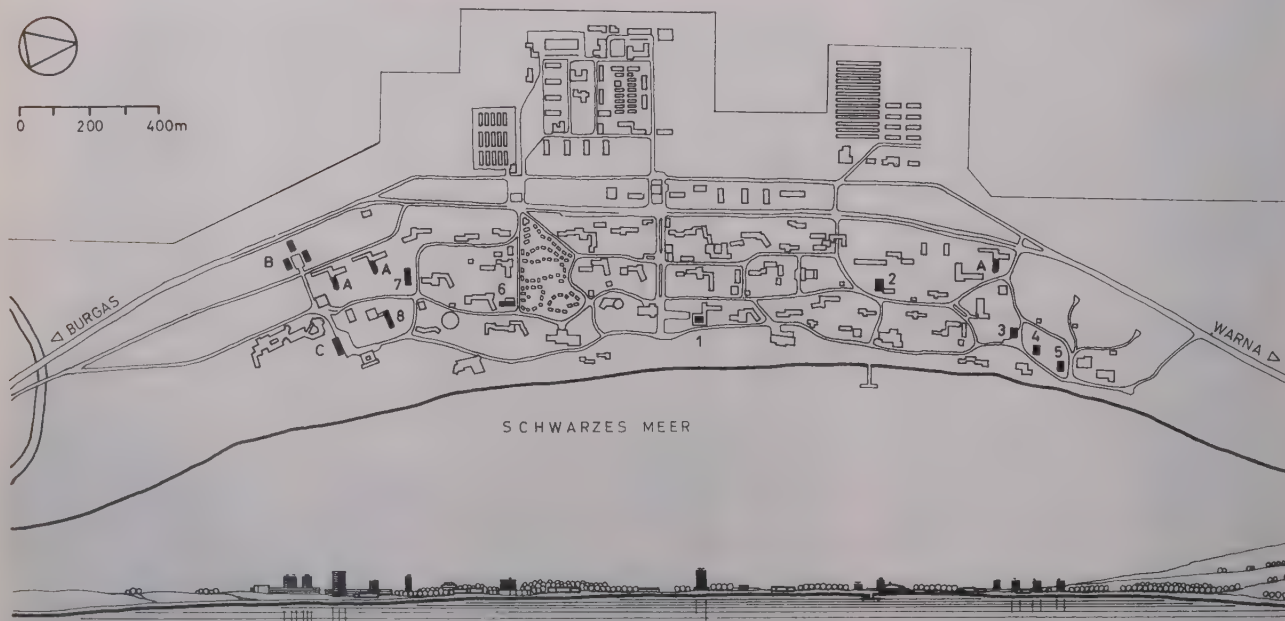 0 200 400m
◁ BURGAS
WARNA ▷
B
A
A
7
6
8
C
1
2
A
3
4
5
SCHWARZES MEER